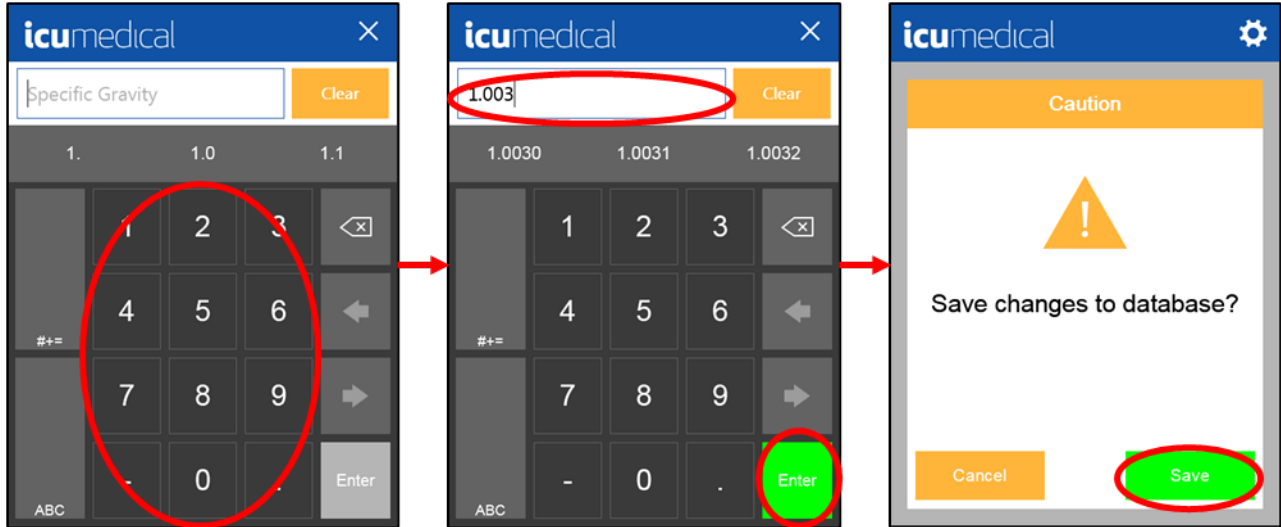 icumedical
Specific Gravity Clear
1. 1.0 1.1
1 2 3
4 5 6
#+=
7 8 9
- 0 . Enter
ABC
icumedical
1.003 Clear
1.0030 1.0031 1.0032
1 2 3
4 5 6
#+=
7 8 9
- 0 . Enter
ABC
icumedical
Caution
!
Save changes to database?
Cancel Save